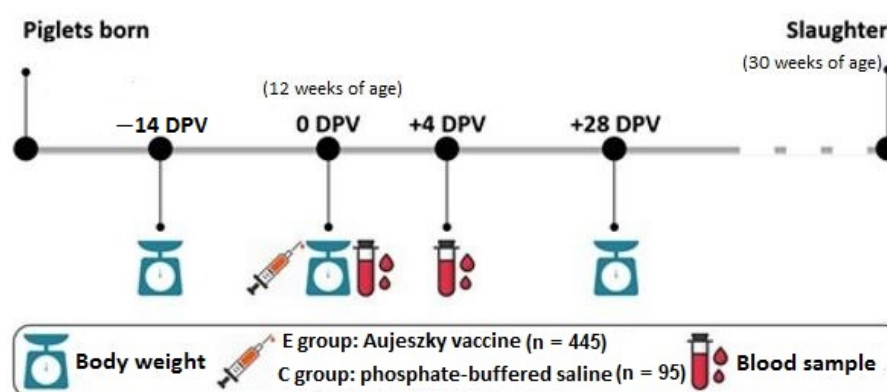 Piglets born
Slaughter
(30 weeks of age)
(12 weeks of age)
−14 DPV
0 DPV
+4 DPV
+28 DPV
Body weight
E group: Aujeszky vaccine (n = 445)
C group: phosphate-buffered saline (n = 95)
Blood sample